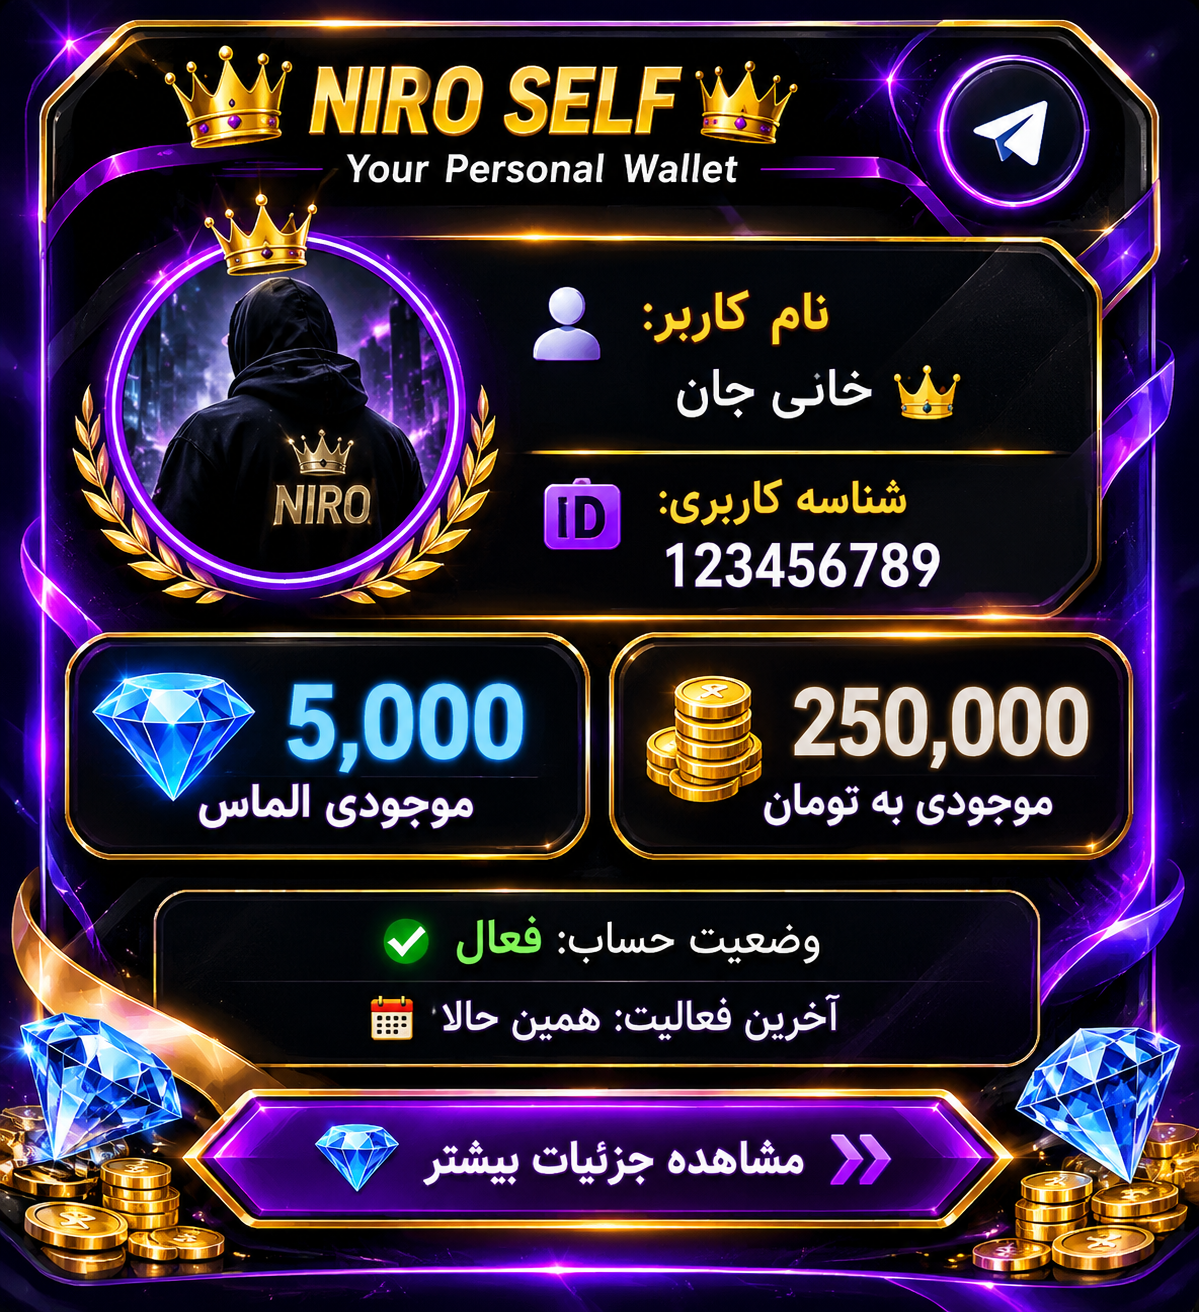 NIRO SELF
Your Personal Wallet
نام کاربر:
خانی جان
NIRO
ID
شناسه کاربری:
123456789
5,000
موجودی الماس
250,000
موجودی به تومان
وضعیت حساب: فعال
آخرین فعالیت: همین حالا
مشاهده جزئیات بیشتر